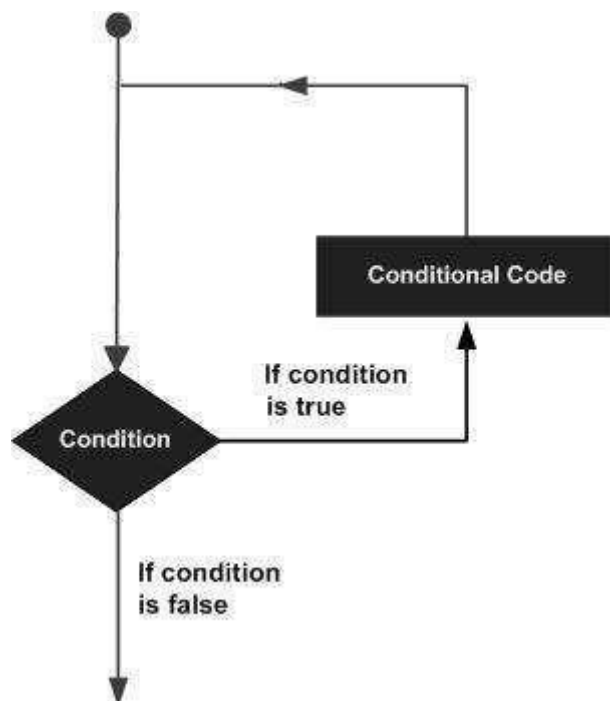 Conditional Code
If condition
is true
Condition
If condition
is false